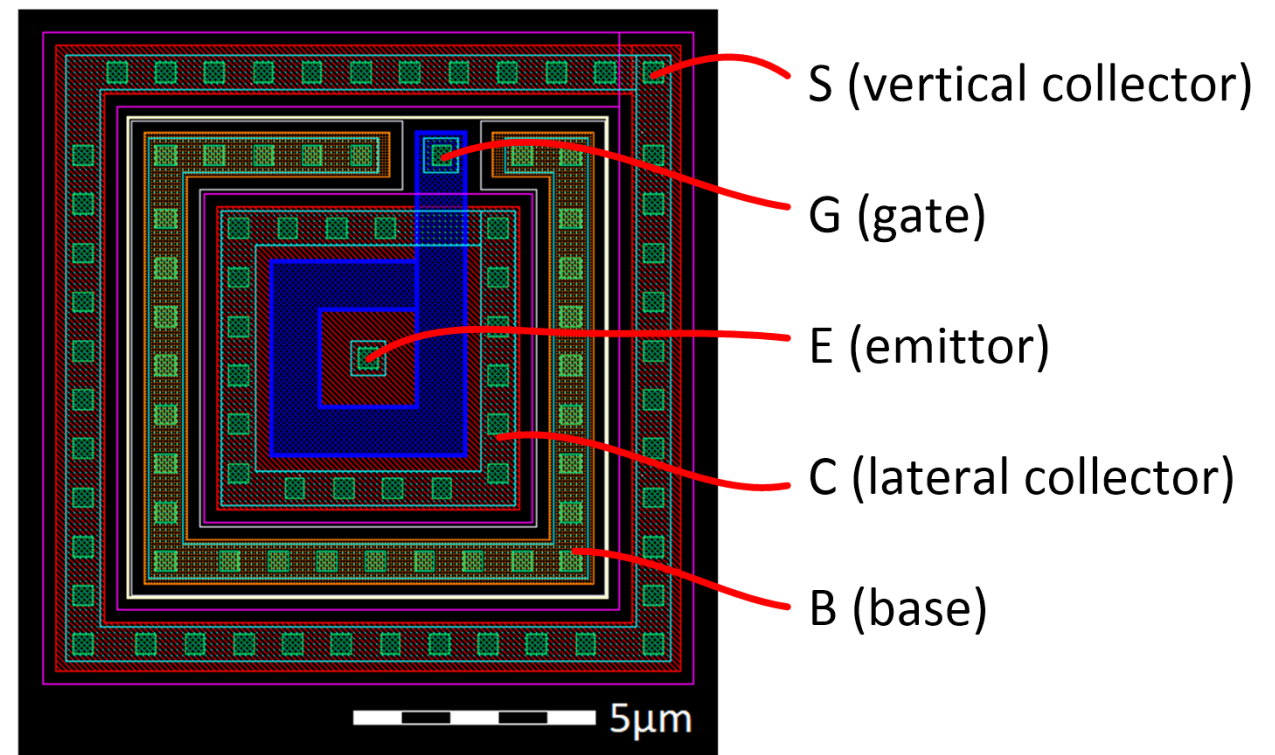 S (vertical collector)
G (gate)
E (emittor)
C (lateral collector)
B (base)
5µm